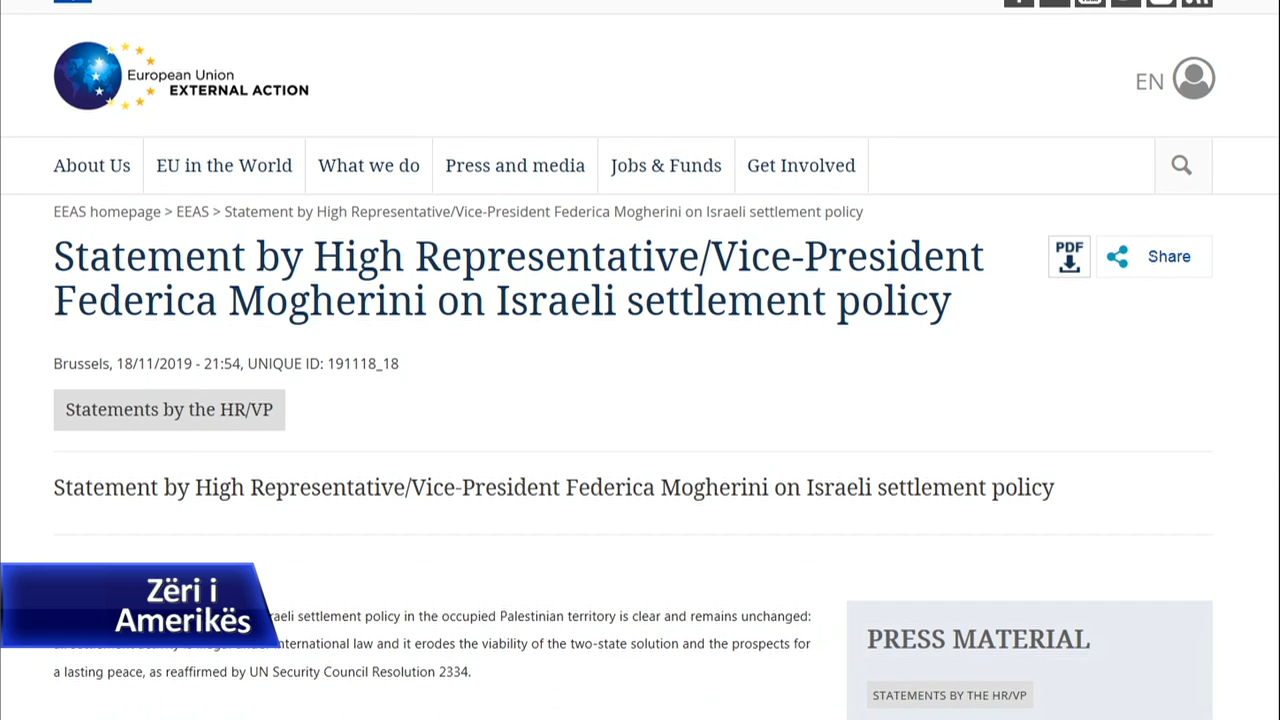 European Union
EXTERNAL ACTION
EN
About Us
EU in the World
What we do
Press and media
Jobs & Funds
Get Involved
EEAS homepage > EEAS > Statement by High Representative/Vice-President Federica Mogherini on Israeli settlement policy
Statement by High Representative/Vice-President
Federica Mogherini on Israeli settlement policy
PDF
Share
Brussels, 18/11/2019 - 21:54, UNIQUE ID: 191118_18
Statements by the HR/VP
Statement by High Representative/Vice-President Federica Mogherini on Israeli settlement policy
Zëri i
Amerikës
raeli settlement policy in the occupied Palestinian territory is clear and remains unchanged:
nternational law and it erodes the viability of the two-state solution and the prospects for
a lasting peace, as reaffirmed by UN Security Council Resolution 2334.
PRESS MATERIAL
STATEMENTS BY THE HR/VP